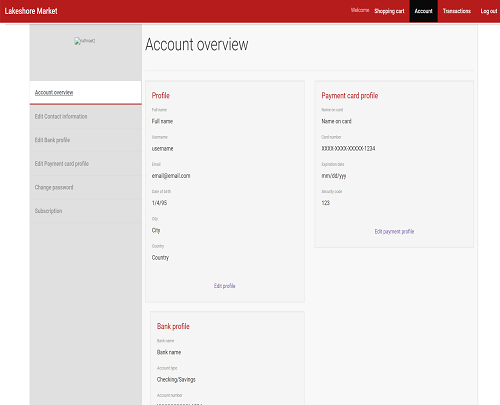 Lakeshore Market
Welcome Shopping cart Account Transactions Log out
Account overview
Account overview
Edit Contact information
Edit Bank profile
Edit Payment card profile
Change password
Subscription
Profile
Full name
Full name
Username
username
Email
email@email.com
Date of birth
1/4/95
City
City
Country
Country
Edit profile
Payment card profile
Name on card
Name on card
Card number
XXXX-XXXX-XXXXX-1234
Expiration date
mm/dd/yyy
Security code
123
Edit payment profile
Bank profile
Bank name
Bank name
Account type
Checking/Savings
Account number